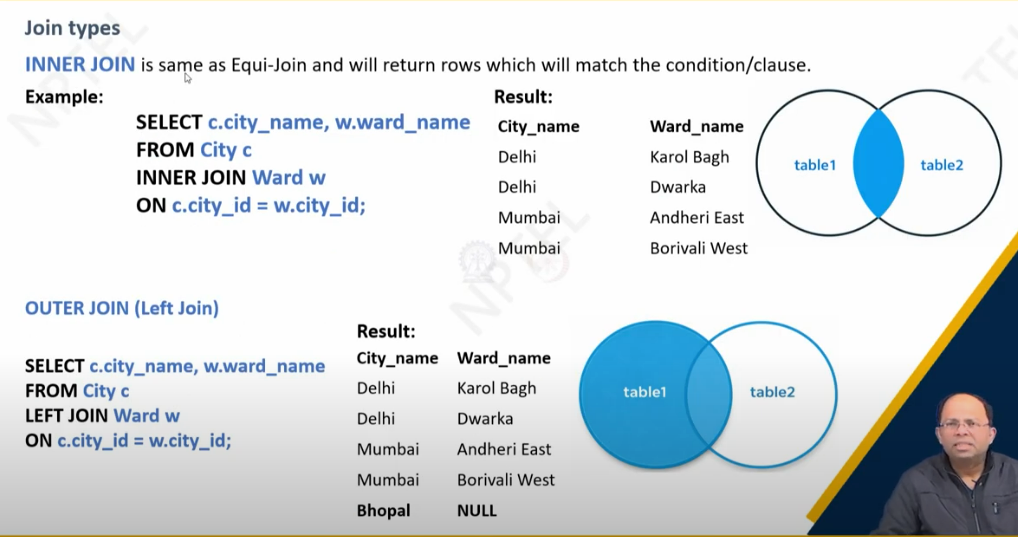 Join types
INNER JOIN is same as Equi-Join and will return rows which will match the condition/clause.
Example:
SELECT c.city_name, w.ward_name
FROM City c
INNER JOIN Ward w
ON c.city_id = w.city_id;
Result:
City_name Ward_name
Delhi Karol Bagh
Delhi Dwarka
Mumbai Andheri East
Mumbai Borivali West
table1 table2
OUTER JOIN (Left Join)
SELECT c.city_name, w.ward_name
FROM City c
LEFT JOIN Ward w
ON c.city_id = w.city_id;
Result:
City_name Ward_name
Delhi Karol Bagh
Delhi Dwarka
Mumbai Andheri East
Mumbai Borivali West
Bhopal NULL
table1 table2
NPTEL
NPTEL